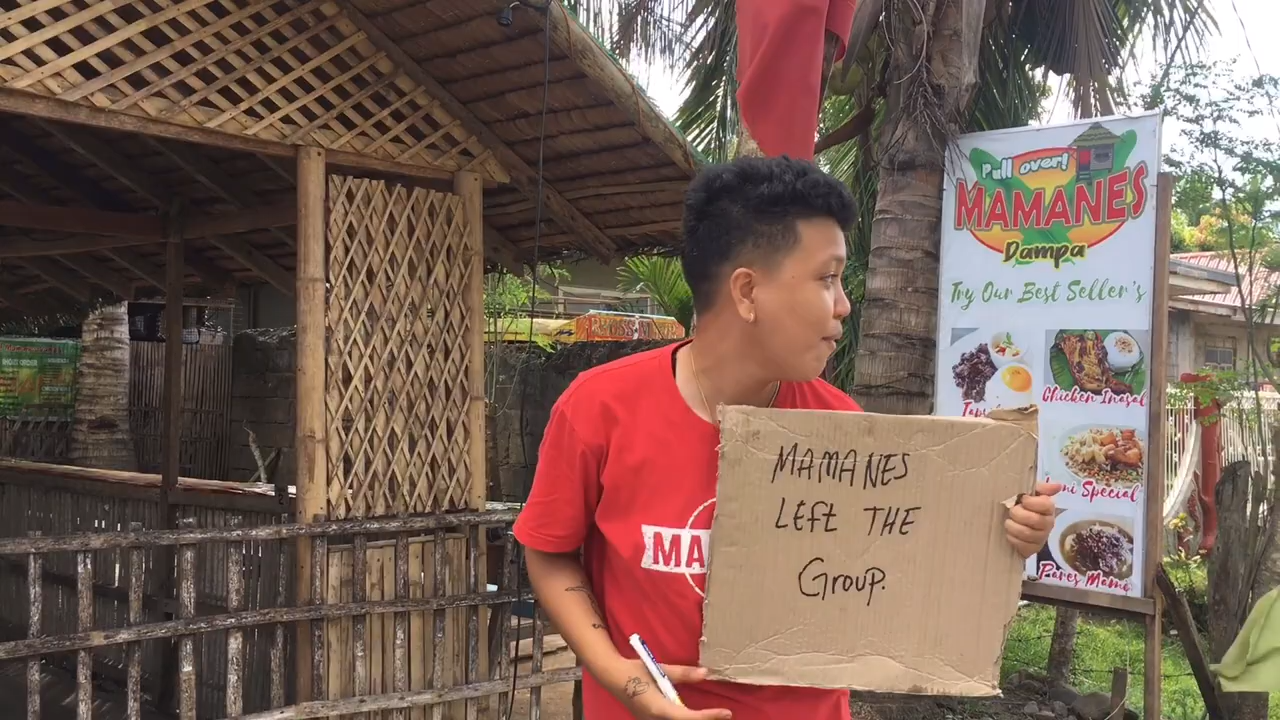 Pull over!
MAMANES
Dampa
Try Our Best Seller's
Chicken Inasal
Special
Pares Mami
MAMANES
LEFt THE
GROUP.
MA